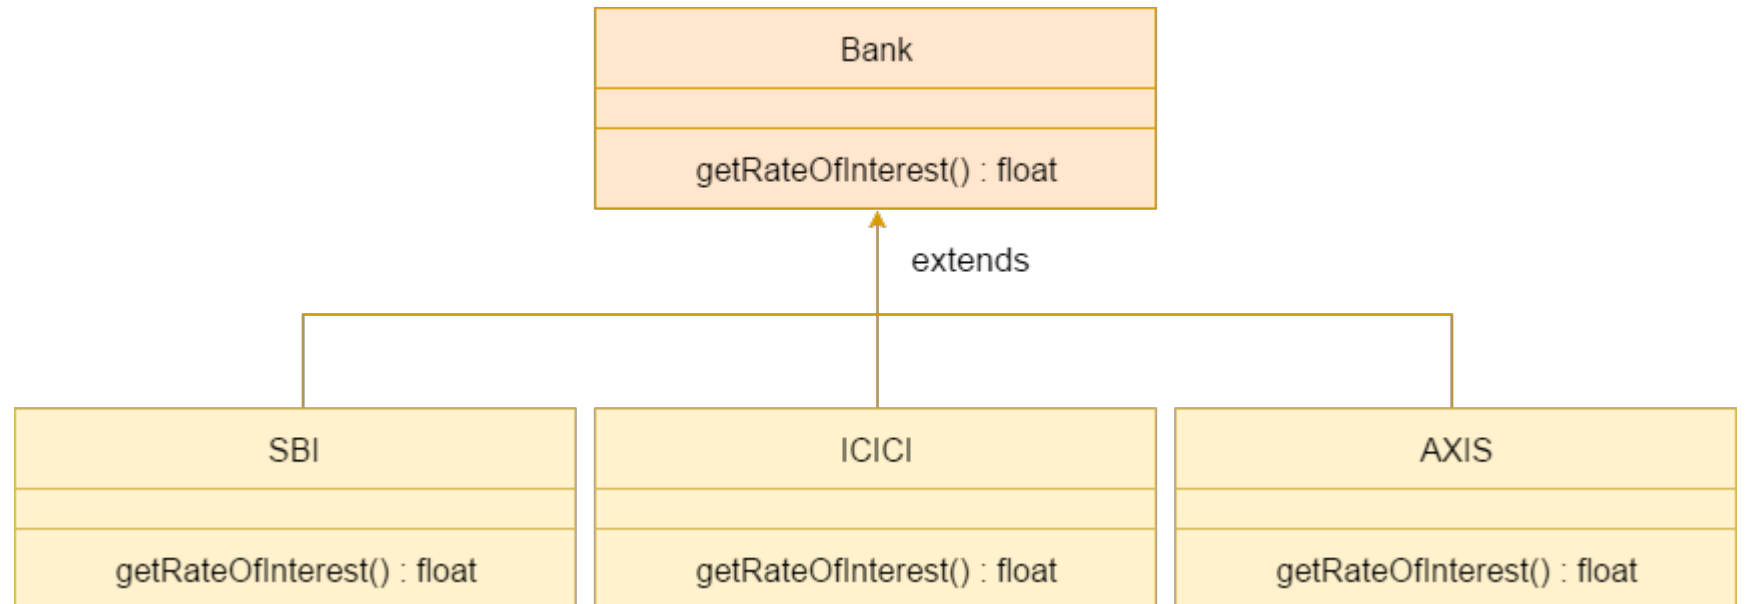 Bank
getRateOfInterest() : float
extends
SBI
ICICI
AXIS
getRateOfInterest() : float
getRateOfInterest() : float
getRateOfInterest() : float